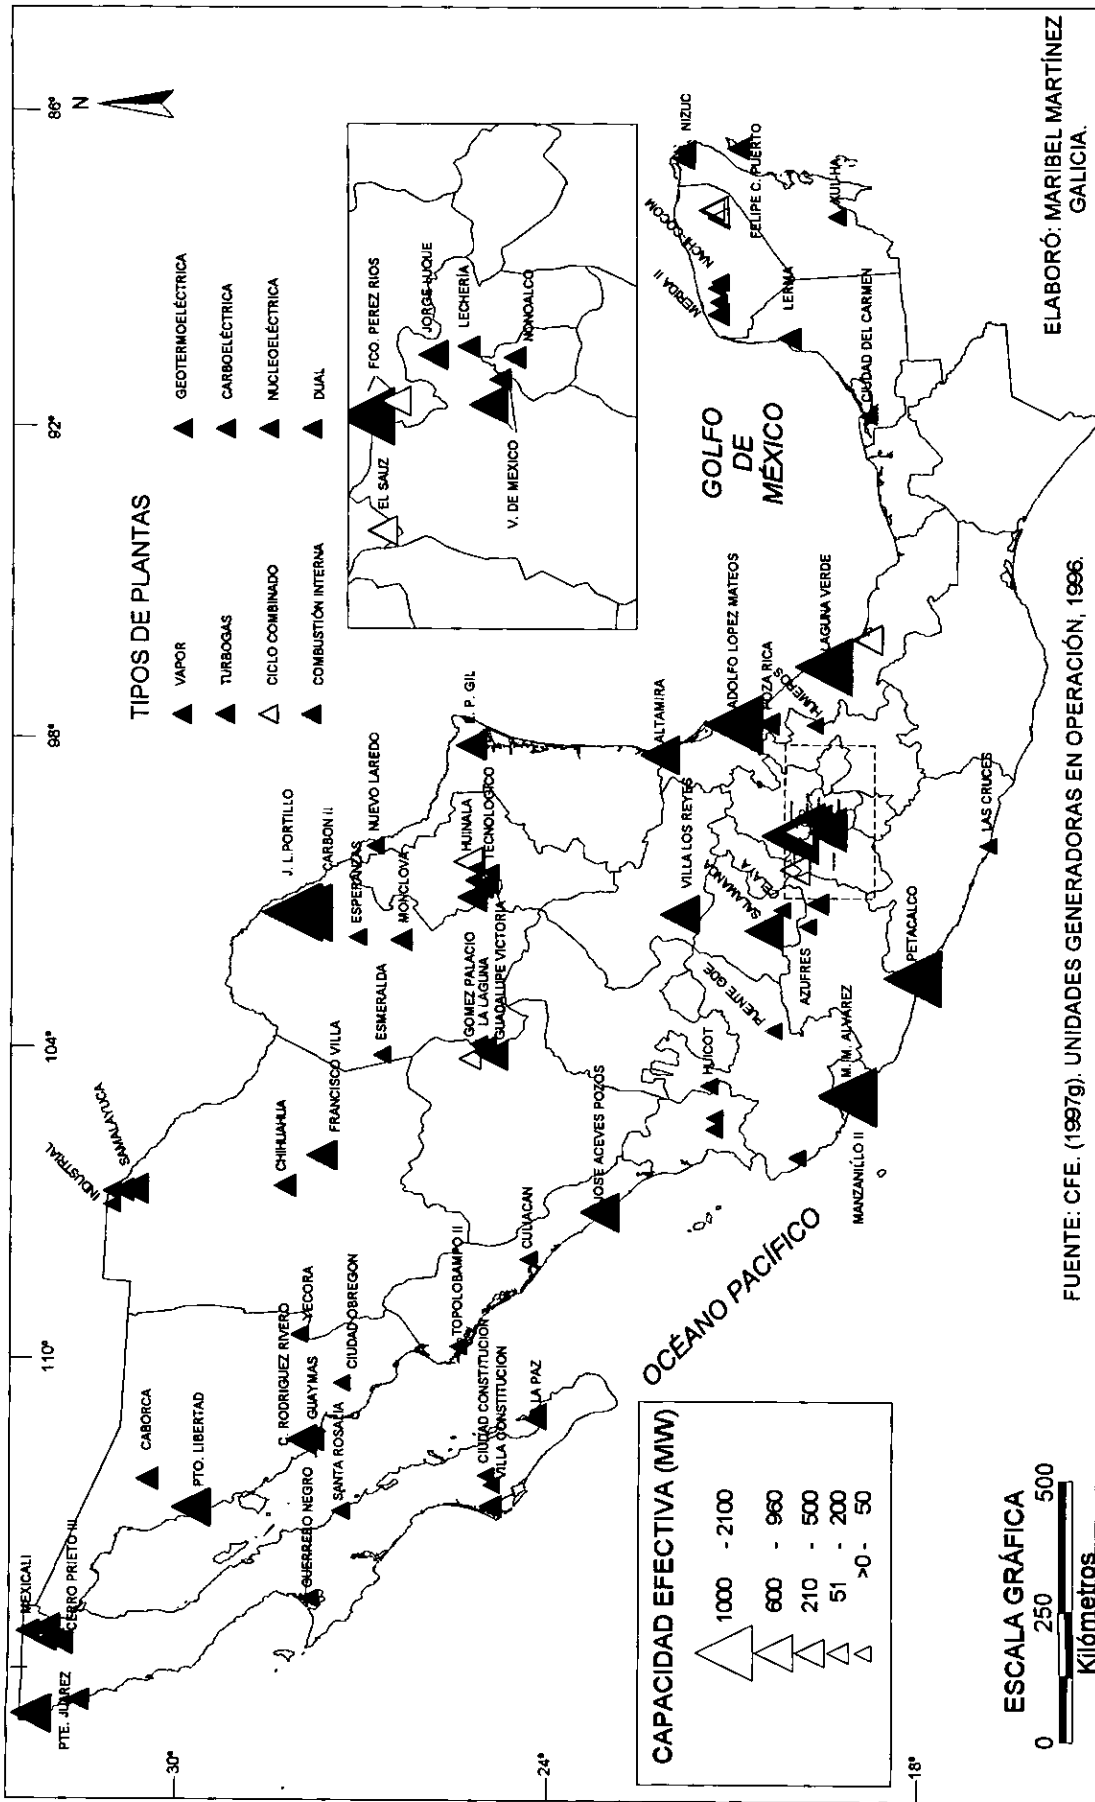 110°
104°
98°
92°
86°
N
30°
24°
18°
TIPOS DE PLANTAS
VAPOR
TURBOGAS
CICLO COMBINADO
COMBUSTIÓN INTERNA
GEOTERMOELÉCTRICA
CARBOELÉCTRICA
NUCLEOELÉCTRICA
DUAL
MEXICALI
CERRO PRIETO III
PTE. JUAREZ
CABORCA
PTO. LIBERTAD
C. RODRIGUEZ RIVERO
GUAYMAS
YECORA
CIUDAD OBREGON
GUERRERO NEGRO
SANTA ROSALIA
TOPOLOBAMPO II
CIUDAD CONSTITUCION
VILLA CONSTITUCION
LA PAZ
CULIACAN
JOSE ACEVES POZOS
INDUSTRIAL
SAMALAYUCA
CHIHUAHUA
FRANCISCO VILLA
ESMERALDA
GOMEZ PALACIO
LA LAGUNA
GUADALUPE VICTORIA
J. L. PORTILLO
CARBON II
ESPERANZAS
MONCLOVA
NUEVO LAREDO
HUINALA
TECNOLOGICO
P. GIL
ALTAMIRA
VILLA LOS REYES
SALAMANCA
CELAYA
PUENTE GDE
AZUFRES
HUICOT
M. M. ALVAREZ
MANZANILLO II
PETACALCO
LAS CRUCES
ADOLFO LOPEZ MATEOS
POZA RICA
HUMEROS
LAGUNA VERDE
EL SAUZ
FCO. PEREZ RIOS
JORGE LUQUE
LECHERIA
NONOALCO
V. DE MEXICO
GOLFO
DE
MÉXICO
OCÉANO PACÍFICO
MERIDA II
NACHI-COCOM
NIZUC
FELIPE C. PUERTO
XUILHA
LERMA
CIUDAD DEL CARMEN
CAPACIDAD EFECTIVA (MW)
1000 - 2100
600 - 960
210 - 500
51 - 200
>0 - 50
ESCALA GRÁFICA
0 250 500
Kilómetros
FUENTE: CFE. (1997g). UNIDADES GENERADORAS EN OPERACIÓN, 1996.
ELABORÓ: MARIBEL MARTÍNEZ
GALICIA.